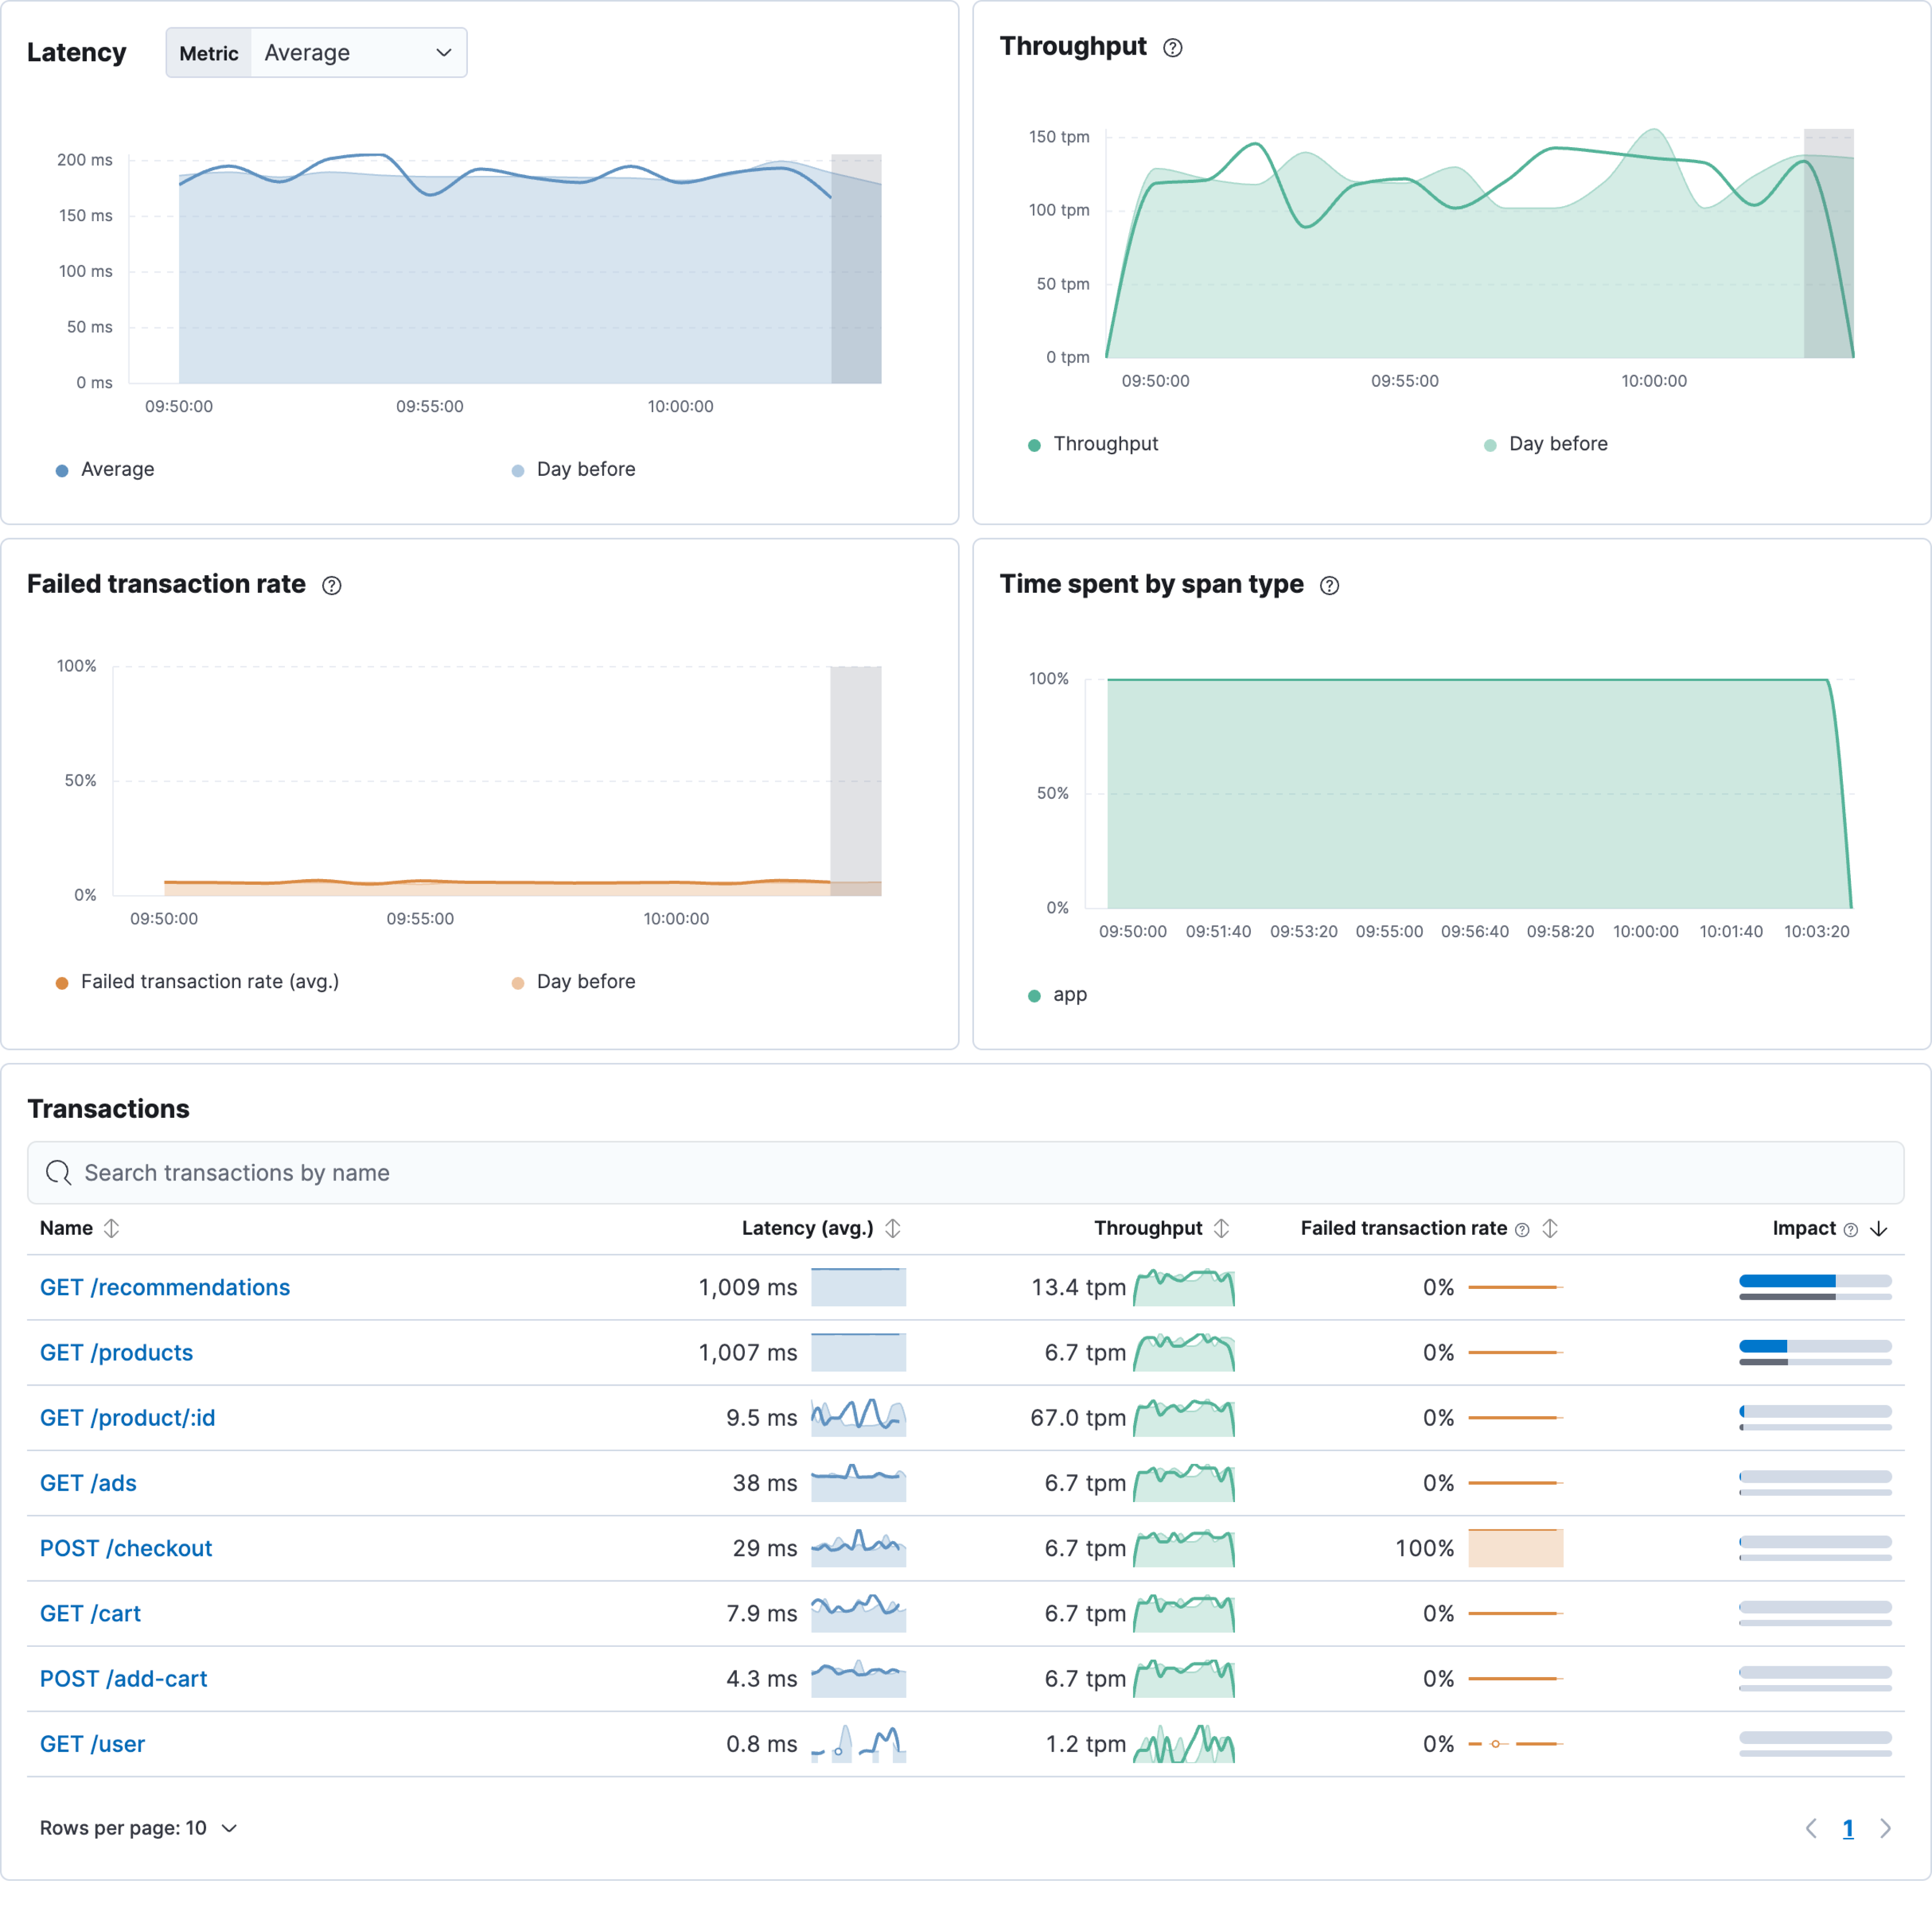 Latency Metric Average
200 ms
150 ms
100 ms
50 ms
0 ms
09:50:00 09:55:00 10:00:00
Average Day before
Throughput
150 tpm
100 tpm
50 tpm
0 tpm
09:50:00 09:55:00 10:00:00
Throughput Day before
Failed transaction rate
100%
50%
0%
09:50:00 09:55:00 10:00:00
Failed transaction rate (avg.) Day before
Time spent by span type
100%
50%
0%
09:50:00 09:51:40 09:53:20 09:55:00 09:56:40 09:58:20 10:00:00 10:01:40 10:03:20
app
Transactions
Search transactions by name
Name Latency (avg.) Throughput Failed transaction rate Impact
GET /recommendations 1,009 ms 13.4 tpm 0%
GET /products 1,007 ms 6.7 tpm 0%
GET /product/:id 9.5 ms 67.0 tpm 0%
GET /ads 38 ms 6.7 tpm 0%
POST /checkout 29 ms 6.7 tpm 100%
GET /cart 7.9 ms 6.7 tpm 0%
POST /add-cart 4.3 ms 6.7 tpm 0%
GET /user 0.8 ms 1.2 tpm 0%
Rows per page: 10 1